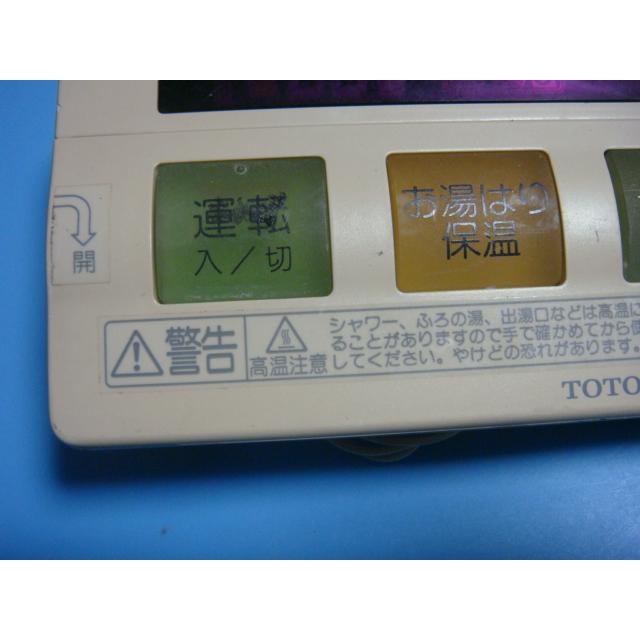 運転
入／切
お湯はり
保温
開
警告
高温注意
シャワー、ふろの湯、出湯口などは高温に
ることがありますので手で確かめてから
してください。やけどの恐れがあります。
TOTO